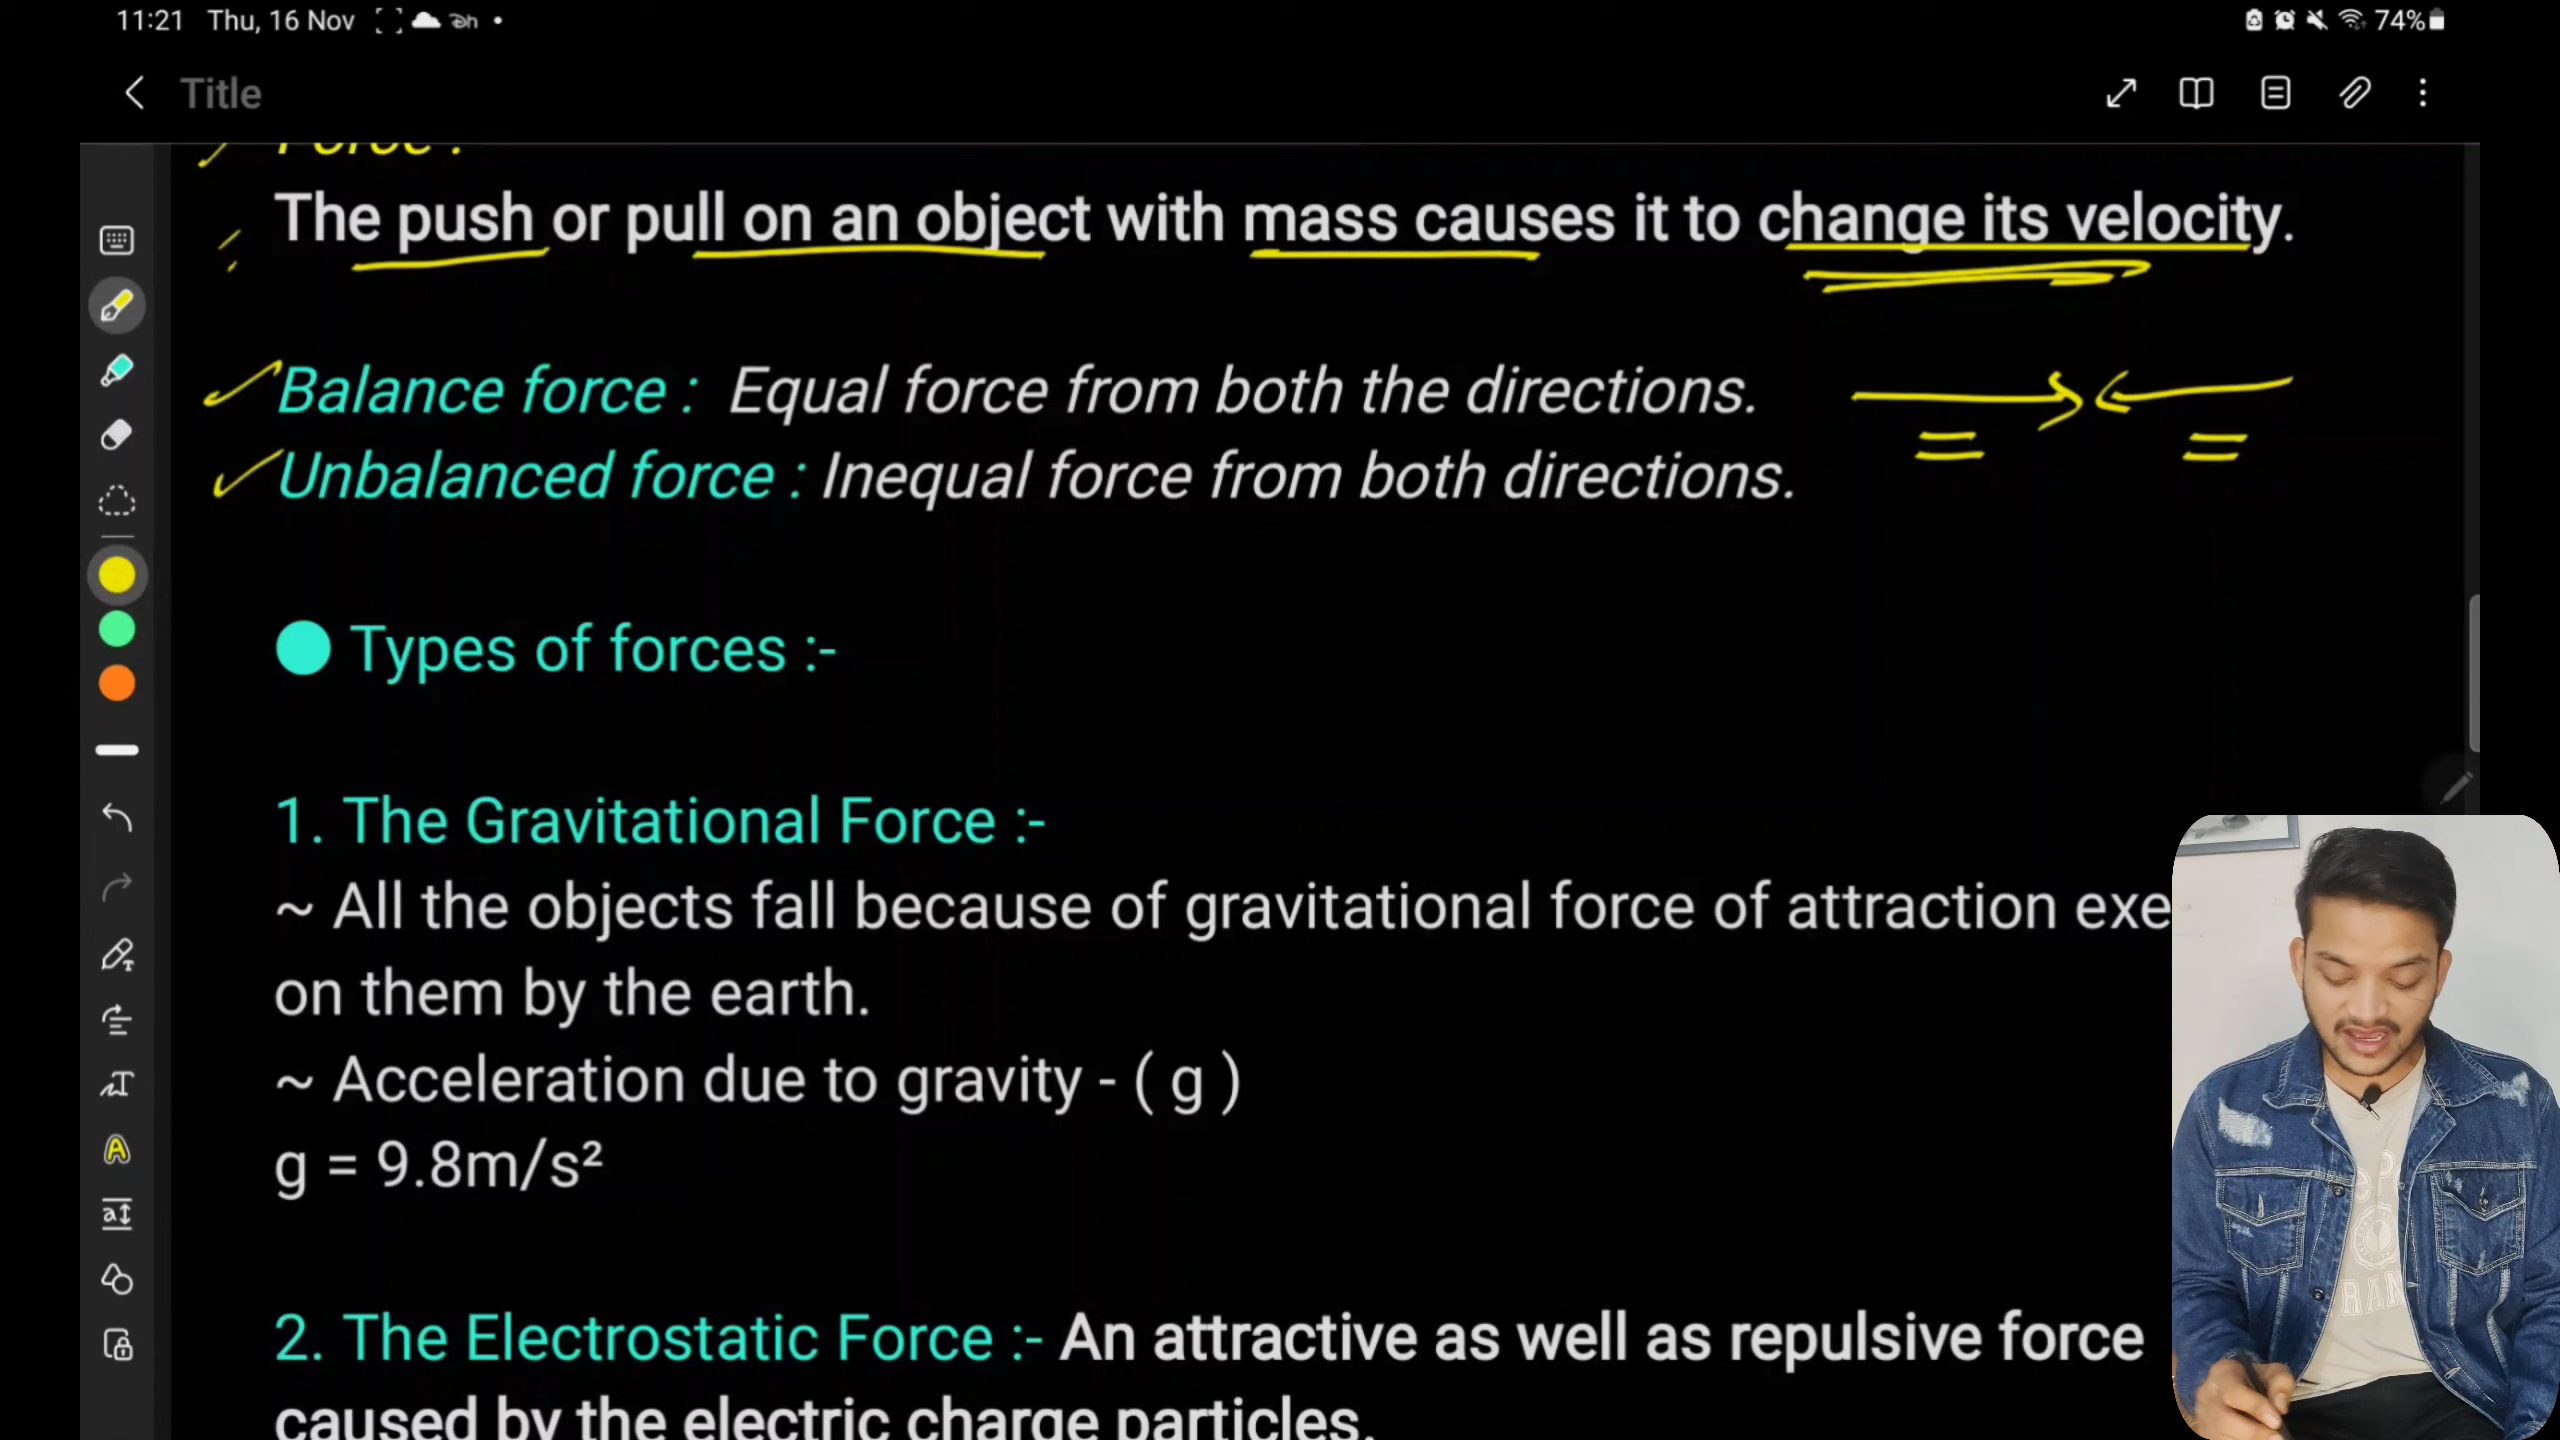 11:21 Thu, 16 Nov
74%
Title
Force :
The push or pull on an object with mass causes it to change its velocity.
Balance force : Equal force from both the directions.
Unbalanced force : Inequal force from both directions.
Types of forces :-
1. The Gravitational Force :-
~ All the objects fall because of gravitational force of attraction exe
on them by the earth.
~ Acceleration due to gravity - ( g )
g = 9.8m/s²
2. The Electrostatic Force :- An attractive as well as repulsive force
caused by the electric charge particles.